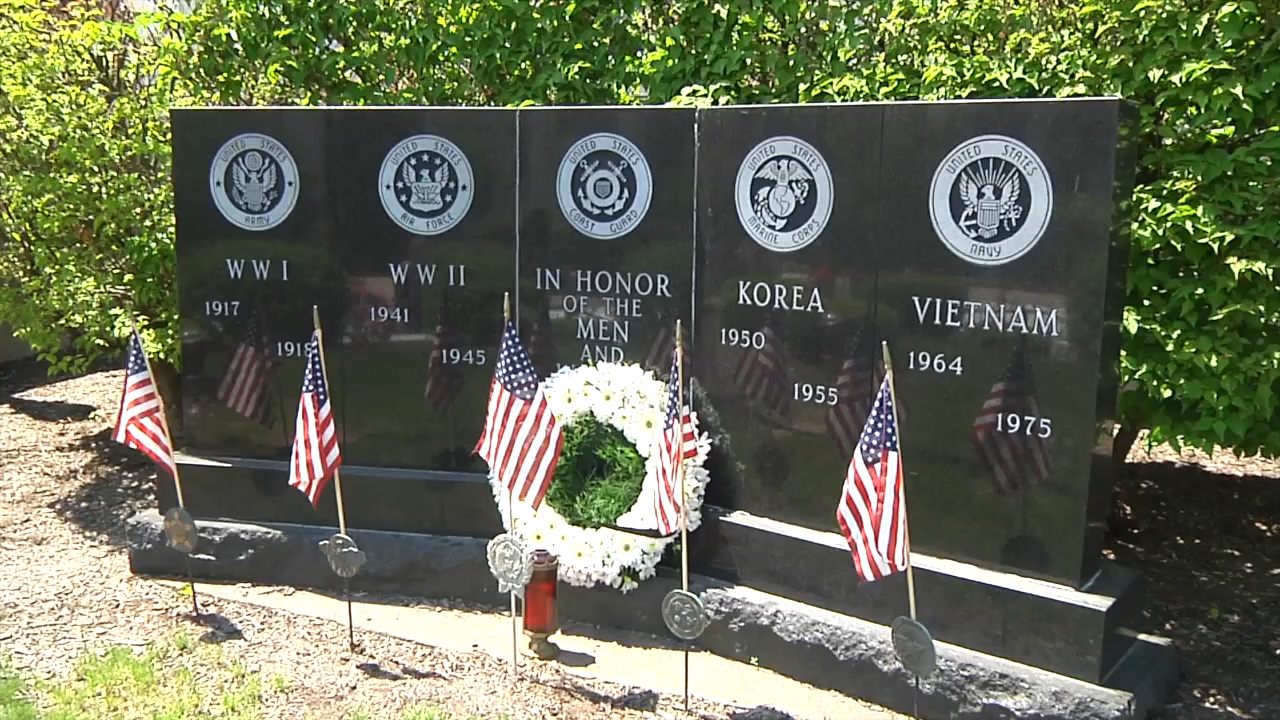 UNITED STATES
ARMY
WW I
1917
1918
UNITED STATES
AIR FORCE
WW II
1941
1945
UNITED STATES
COAST GUARD
IN HONOR
OF THE
MEN
AND
UNITED STATES
MARINE CORPS
KOREA
1950
1955
UNITED STATES
NAVY
VIETNAM
1964
1975